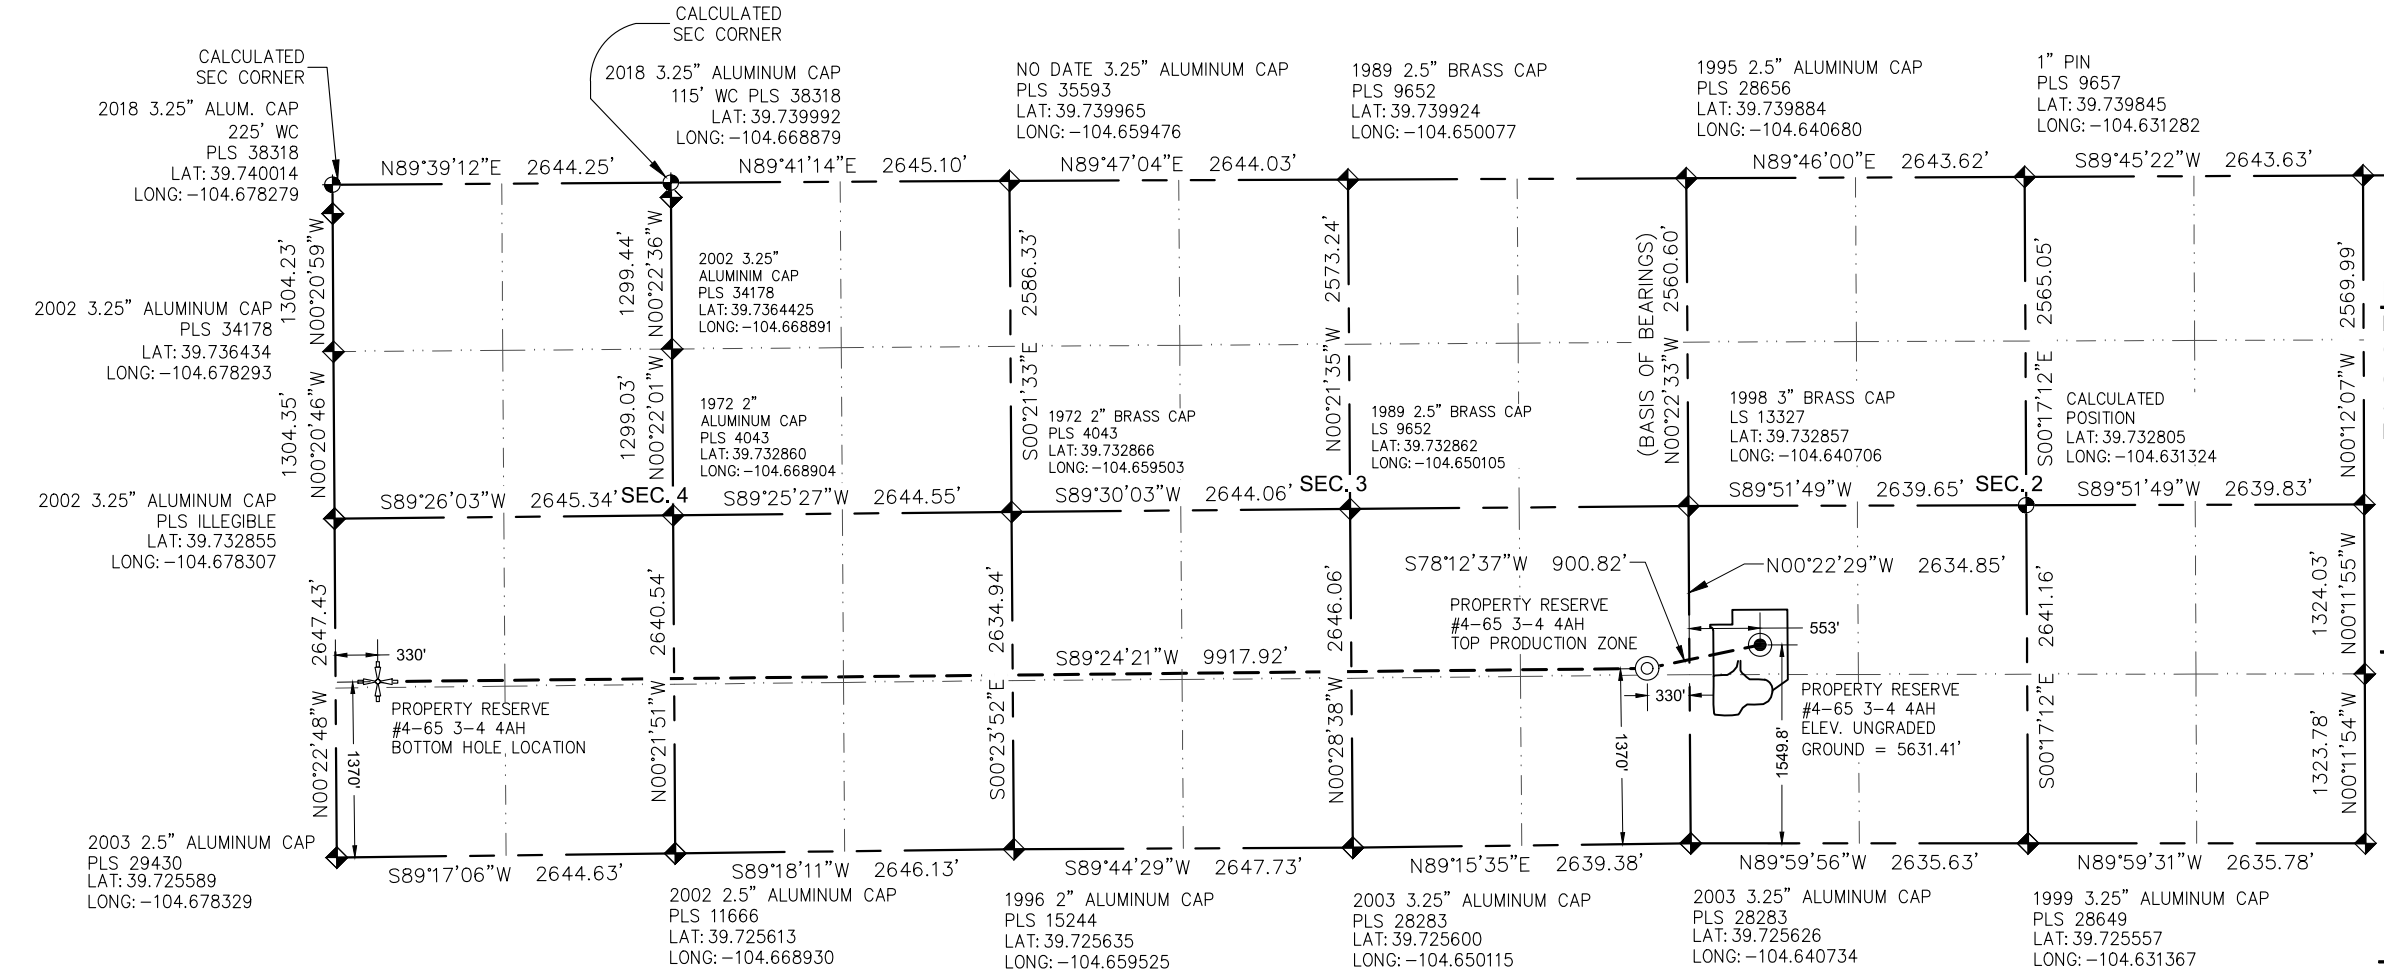 CALCULATED
SEC CORNER
CALCULATED
SEC CORNER
2018 3.25" ALUM. CAP
225' WC
PLS 38318
LAT: 39.740014
LONG: -104.678279
2018 3.25" ALUMINUM CAP
115' WC PLS 38318
LAT: 39.739992
LONG: -104.668879
NO DATE 3.25" ALUMINUM CAP
PLS 35593
LAT: 39.739965
LONG: -104.659476
1989 2.5" BRASS CAP
PLS 9652
LAT: 39.739924
LONG: -104.650077
1995 2.5" ALUMINUM CAP
PLS 28656
LAT: 39.739884
LONG: -104.640680
1" PIN
PLS 9657
LAT: 39.739845
LONG: -104.631282
N89°39'12"E 2644.25'
N89°41'14"E 2645.10'
N89°47'04"E 2644.03'
N89°46'00"E 2643.62'
S89°45'22"W 2643.63'
1304.23'
N00°20'59"W
1299.44'
N00°22'36"W
2002 3.25"
ALUMINIM CAP
PLS 34178
LAT: 39.7364425
LONG: -104.668891
S00°21'33"E 2586.33'
N00°21'35"W 2573.24'
(BASIS OF BEARINGS)
N00°22'33"W 2560.60'
S00°17'12"E 2565.05'
N00°12'07"W 2569.99'
2002 3.25" ALUMINUM CAP
PLS 34178
LAT: 39.736434
LONG: -104.678293
1304.35'
N00°20'46"W
1299.03'
N00°22'01"W
1972 2"
ALUMINUM CAP
PLS 4043
LAT: 39.732860
LONG: -104.668904
1972 2" BRASS CAP
PLS 4043
LAT: 39.732866
LONG: -104.659503
1989 2.5" BRASS CAP
LS 9652
LAT: 39.732862
LONG: -104.650105
1998 3" BRASS CAP
LS 13327
LAT: 39.732857
LONG: -104.640706
CALCULATED
POSITION
LAT: 39.732805
LONG: -104.631324
2002 3.25" ALUMINUM CAP
PLS ILLEGIBLE
LAT: 39.732855
LONG: -104.678307
S89°26'03"W 2645.34'
SEC. 4
S89°25'27"W 2644.55'
S89°30'03"W 2644.06'
SEC. 3
S89°51'49"W 2639.65'
SEC. 2
S89°51'49"W 2639.83'
N00°22'48"W 2647.43'
N00°21'51"W 2640.54'
S00°23'52"E 2634.94'
N00°28'38"W 2646.06'
S78°12'37"W 900.82'
N00°22'29"W 2634.85'
S00°17'12"E 2641.16'
1324.03'
N00°11'55"W
PROPERTY RESERVE
#4-65 3-4 4AH
TOP PRODUCTION ZONE
553'
330'
S89°24'21"W 9917.92'
330'
PROPERTY RESERVE
#4-65 3-4 4AH
BOTTOM HOLE LOCATION
1370'
1370'
1549.8'
PROPERTY RESERVE
#4-65 3-4 4AH
ELEV. UNGRADED
GROUND = 5631.41'
1323.78'
N00°11'54"W
2003 2.5" ALUMINUM CAP
PLS 29430
LAT: 39.725589
LONG: -104.678329
S89°17'06"W 2644.63'
S89°18'11"W 2646.13'
S89°44'29"W 2647.73'
N89°15'35"E 2639.38'
N89°59'56"W 2635.63'
N89°59'31"W 2635.78'
2002 2.5" ALUMINUM CAP
PLS 11666
LAT: 39.725613
LONG: -104.668930
1996 2" ALUMINUM CAP
PLS 15244
LAT: 39.725635
LONG: -104.659525
2003 3.25" ALUMINUM CAP
PLS 28283
LAT: 39.725600
LONG: -104.650115
2003 3.25" ALUMINUM CAP
PLS 28283
LAT: 39.725626
LONG: -104.640734
1999 3.25" ALUMINUM CAP
PLS 28649
LAT: 39.725557
LONG: -104.631367